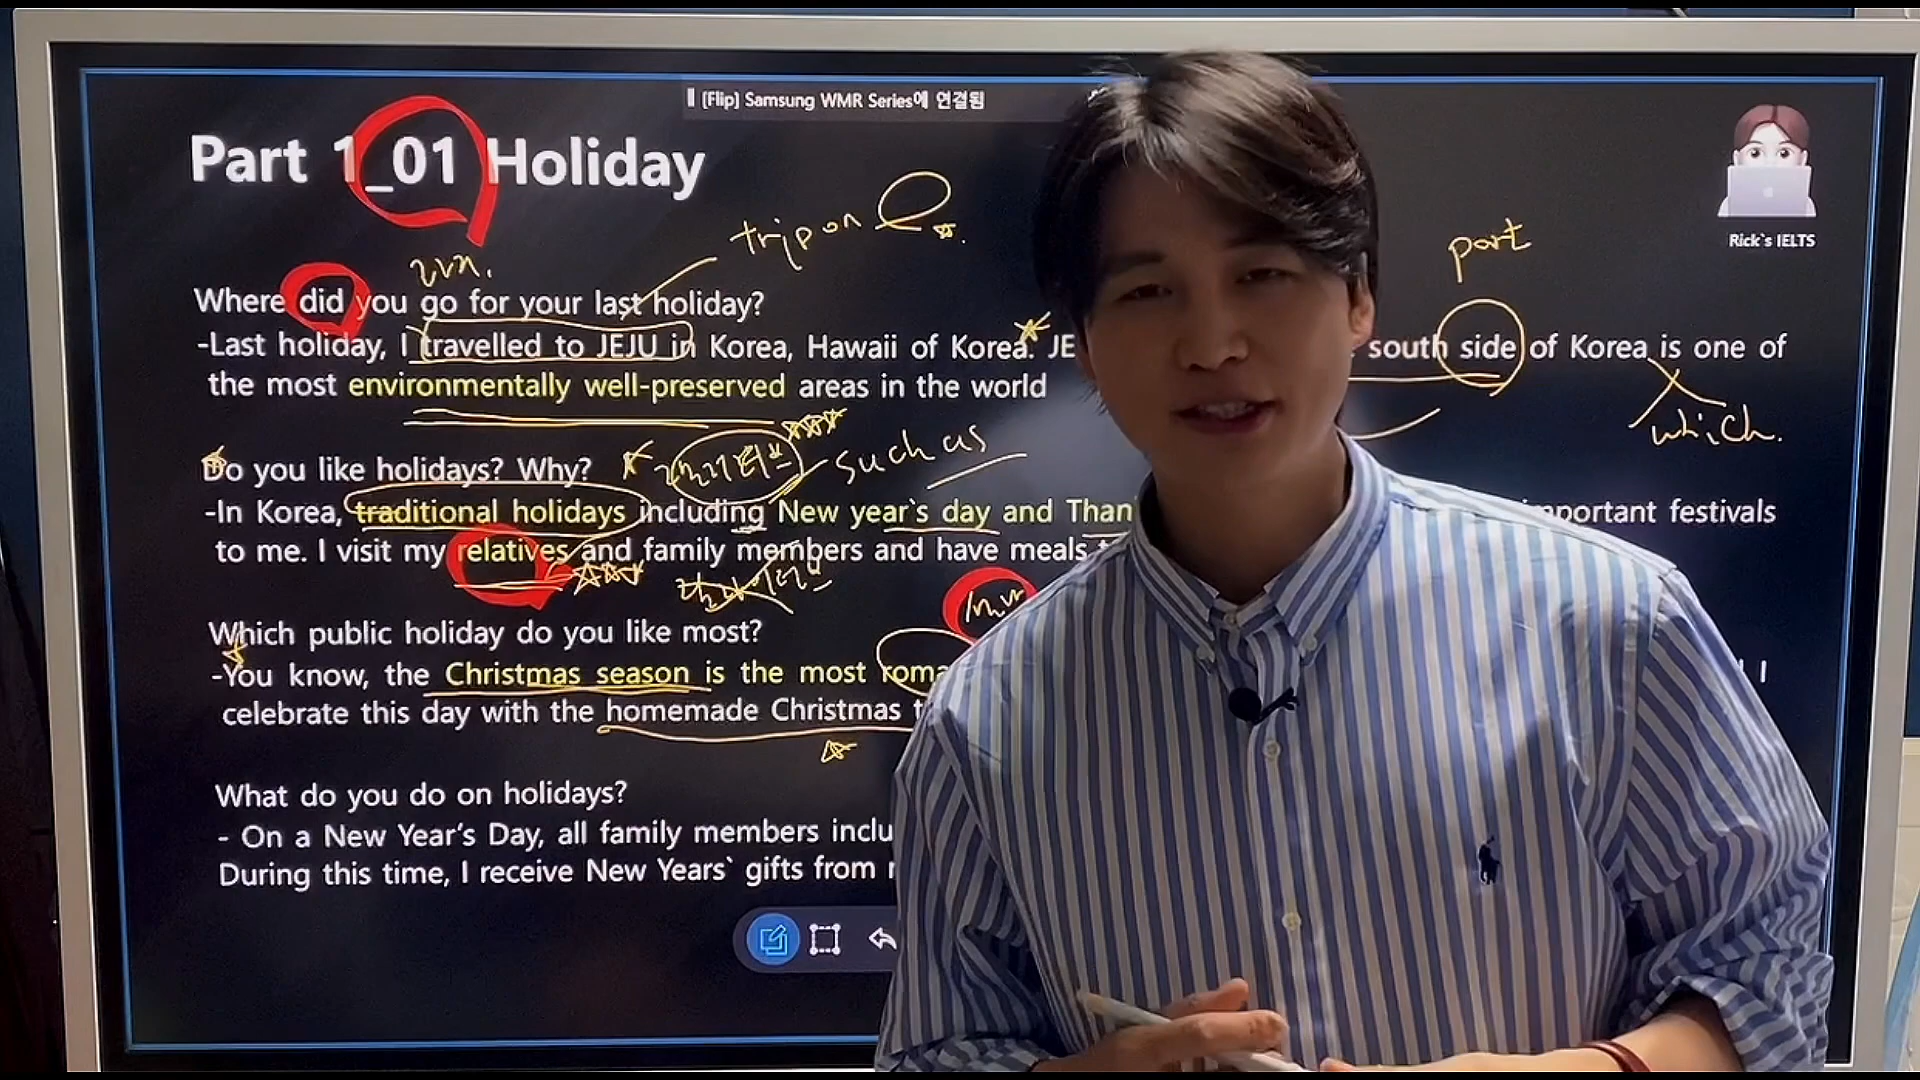 [Flip] Samsung WMR Series에 연결됨
Part 1_01 Holiday
trip on
part
Rick`s IELTS
Where did you go for your last holiday?
-Last holiday, I travelled to JEJU in Korea, Hawaii of Korea. JE south side of Korea is one of
the most environmentally well-preserved areas in the world
which.
such as
Do you like holidays? Why?
-In Korea, traditional holidays including New year`s day and Than important festivals
to me. I visit my relatives and family members and have meals
Which public holiday do you like most?
-You know, the Christmas season is the most roma I
celebrate this day with the homemade Christmas t
What do you do on holidays?
- On a New Year's Day, all family members inclu
During this time, I receive New Years` gifts from